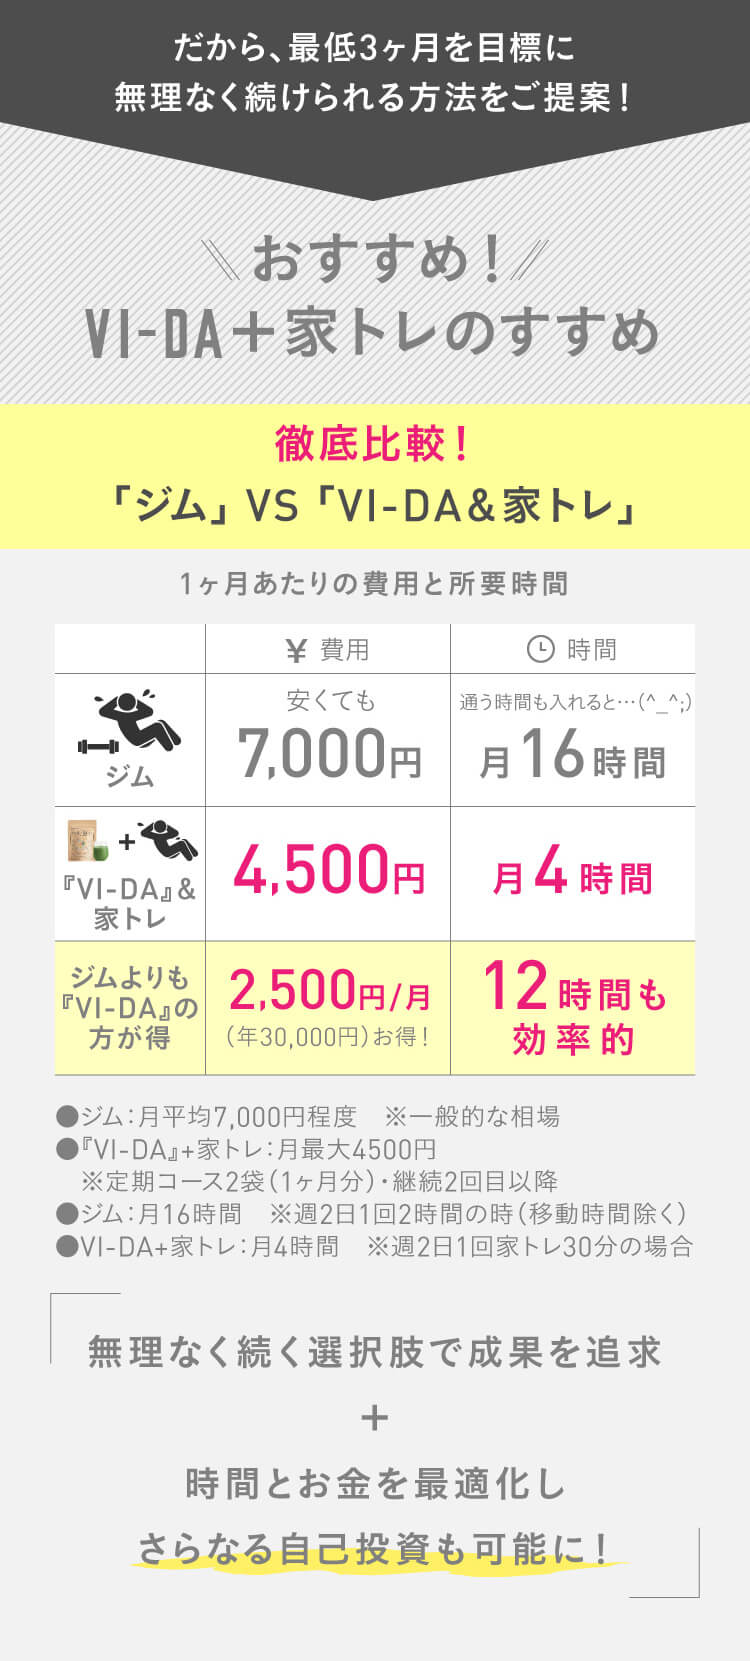 だから、最低3ヶ月を目標に
無理なく続けられる方法をご提案！
おすすめ！
VI-DA＋家トレのすすめ
徹底比較！
「ジム」VS「VI-DA＆家トレ」
1ヶ月あたりの費用と所要時間
¥ 費用
時間
ジム
安くても
7,000円
通う時間も入れると…(^_^;)
月16時間
+
『VI-DA』＆
家トレ
4,500円
月4時間
ジムよりも
『VI-DA』の
方が得
2,500円/月
（年30,000円）お得！
12時間も
効率的
●ジム：月平均7,000円程度　※一般的な相場
●『VI-DA』+家トレ：月最大4500円
※定期コース2袋（1ヶ月分）・継続2回目以降
●ジム：月16時間　※週2日1回2時間の時（移動時間除く）
●VI-DA+家トレ：月4時間　※週2日1回家トレ30分の場合
無理なく続く選択肢で成果を追求
+
時間とお金を最適化し
さらなる自己投資も可能に！